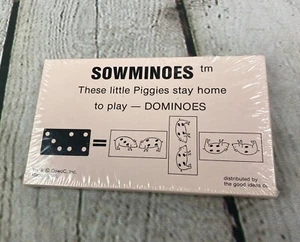 SOWMINOES tm
These little Piggies stay home
to play — DOMINOES
=
distributed by
the good ideas